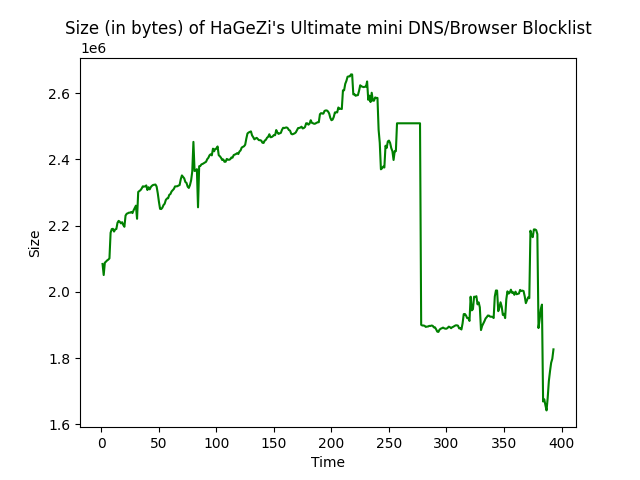 Size (in bytes) of HaGeZi's Ultimate mini DNS/Browser Blocklist
1e6
2.6
2.4
2.2
2.0
1.8
1.6
Size
0 50 100 150 200 250 300 350 400
Time